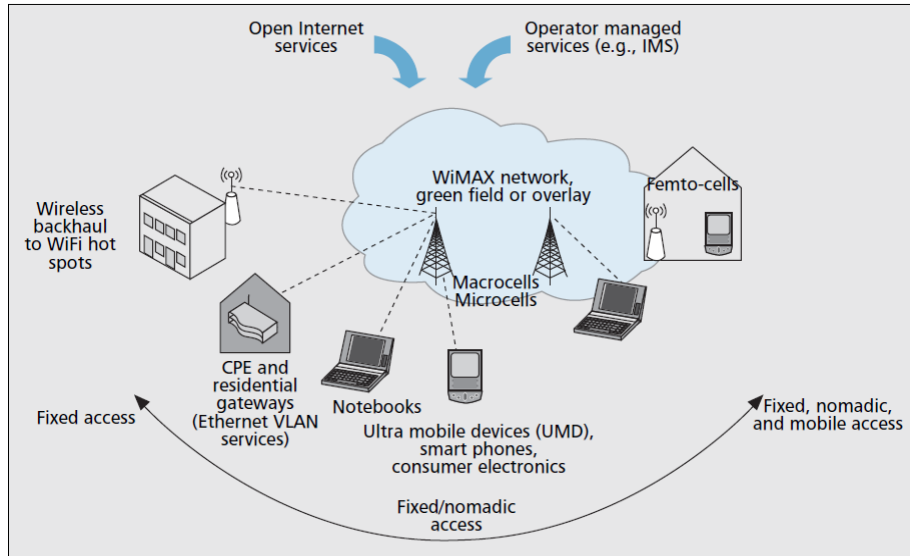 Open Internet
services
Operator managed
services (e.g., IMS)
WiMAX network,
green field or overlay
Femto-cells
Wireless
backhaul
to WiFi hot
spots
Macrocells
Microcells
CPE and
residential
gateways
(Ethernet VLAN
services)
Notebooks
Ultra mobile devices (UMD),
smart phones,
consumer electronics
Fixed access
Fixed, nomadic,
and mobile access
Fixed/nomadic
access